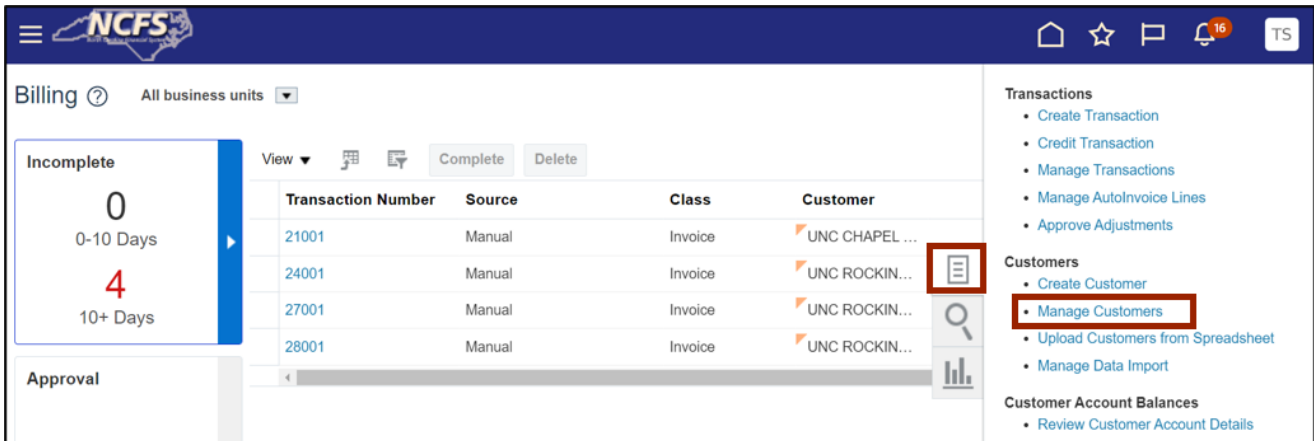 NCFS
16
TS
Billing
All business units
Incomplete
0
0-10 Days
4
10+ Days
Approval
View
Complete
Delete
Transaction Number Source Class Customer
21001 Manual Invoice UNC CHAPEL ...
24001 Manual Invoice UNC ROCKIN...
27001 Manual Invoice UNC ROCKIN...
28001 Manual Invoice UNC ROCKIN...
Transactions
• Create Transaction
• Credit Transaction
• Manage Transactions
• Manage AutoInvoice Lines
• Approve Adjustments
Customers
• Create Customer
• Manage Customers
• Upload Customers from Spreadsheet
• Manage Data Import
Customer Account Balances
• Review Customer Account Details